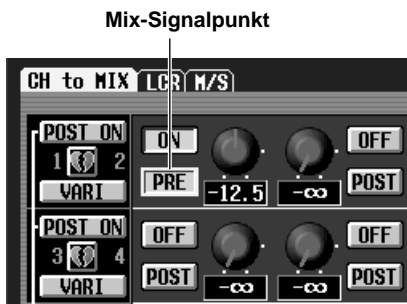 Mix-Signalpunkt
CH to MIX LCR M/S
POST ON ON OFF
1 2
VARI PRE -12.5 -∞ POST
POST ON OFF OFF
3 4
VARI POST -∞ -∞ POST